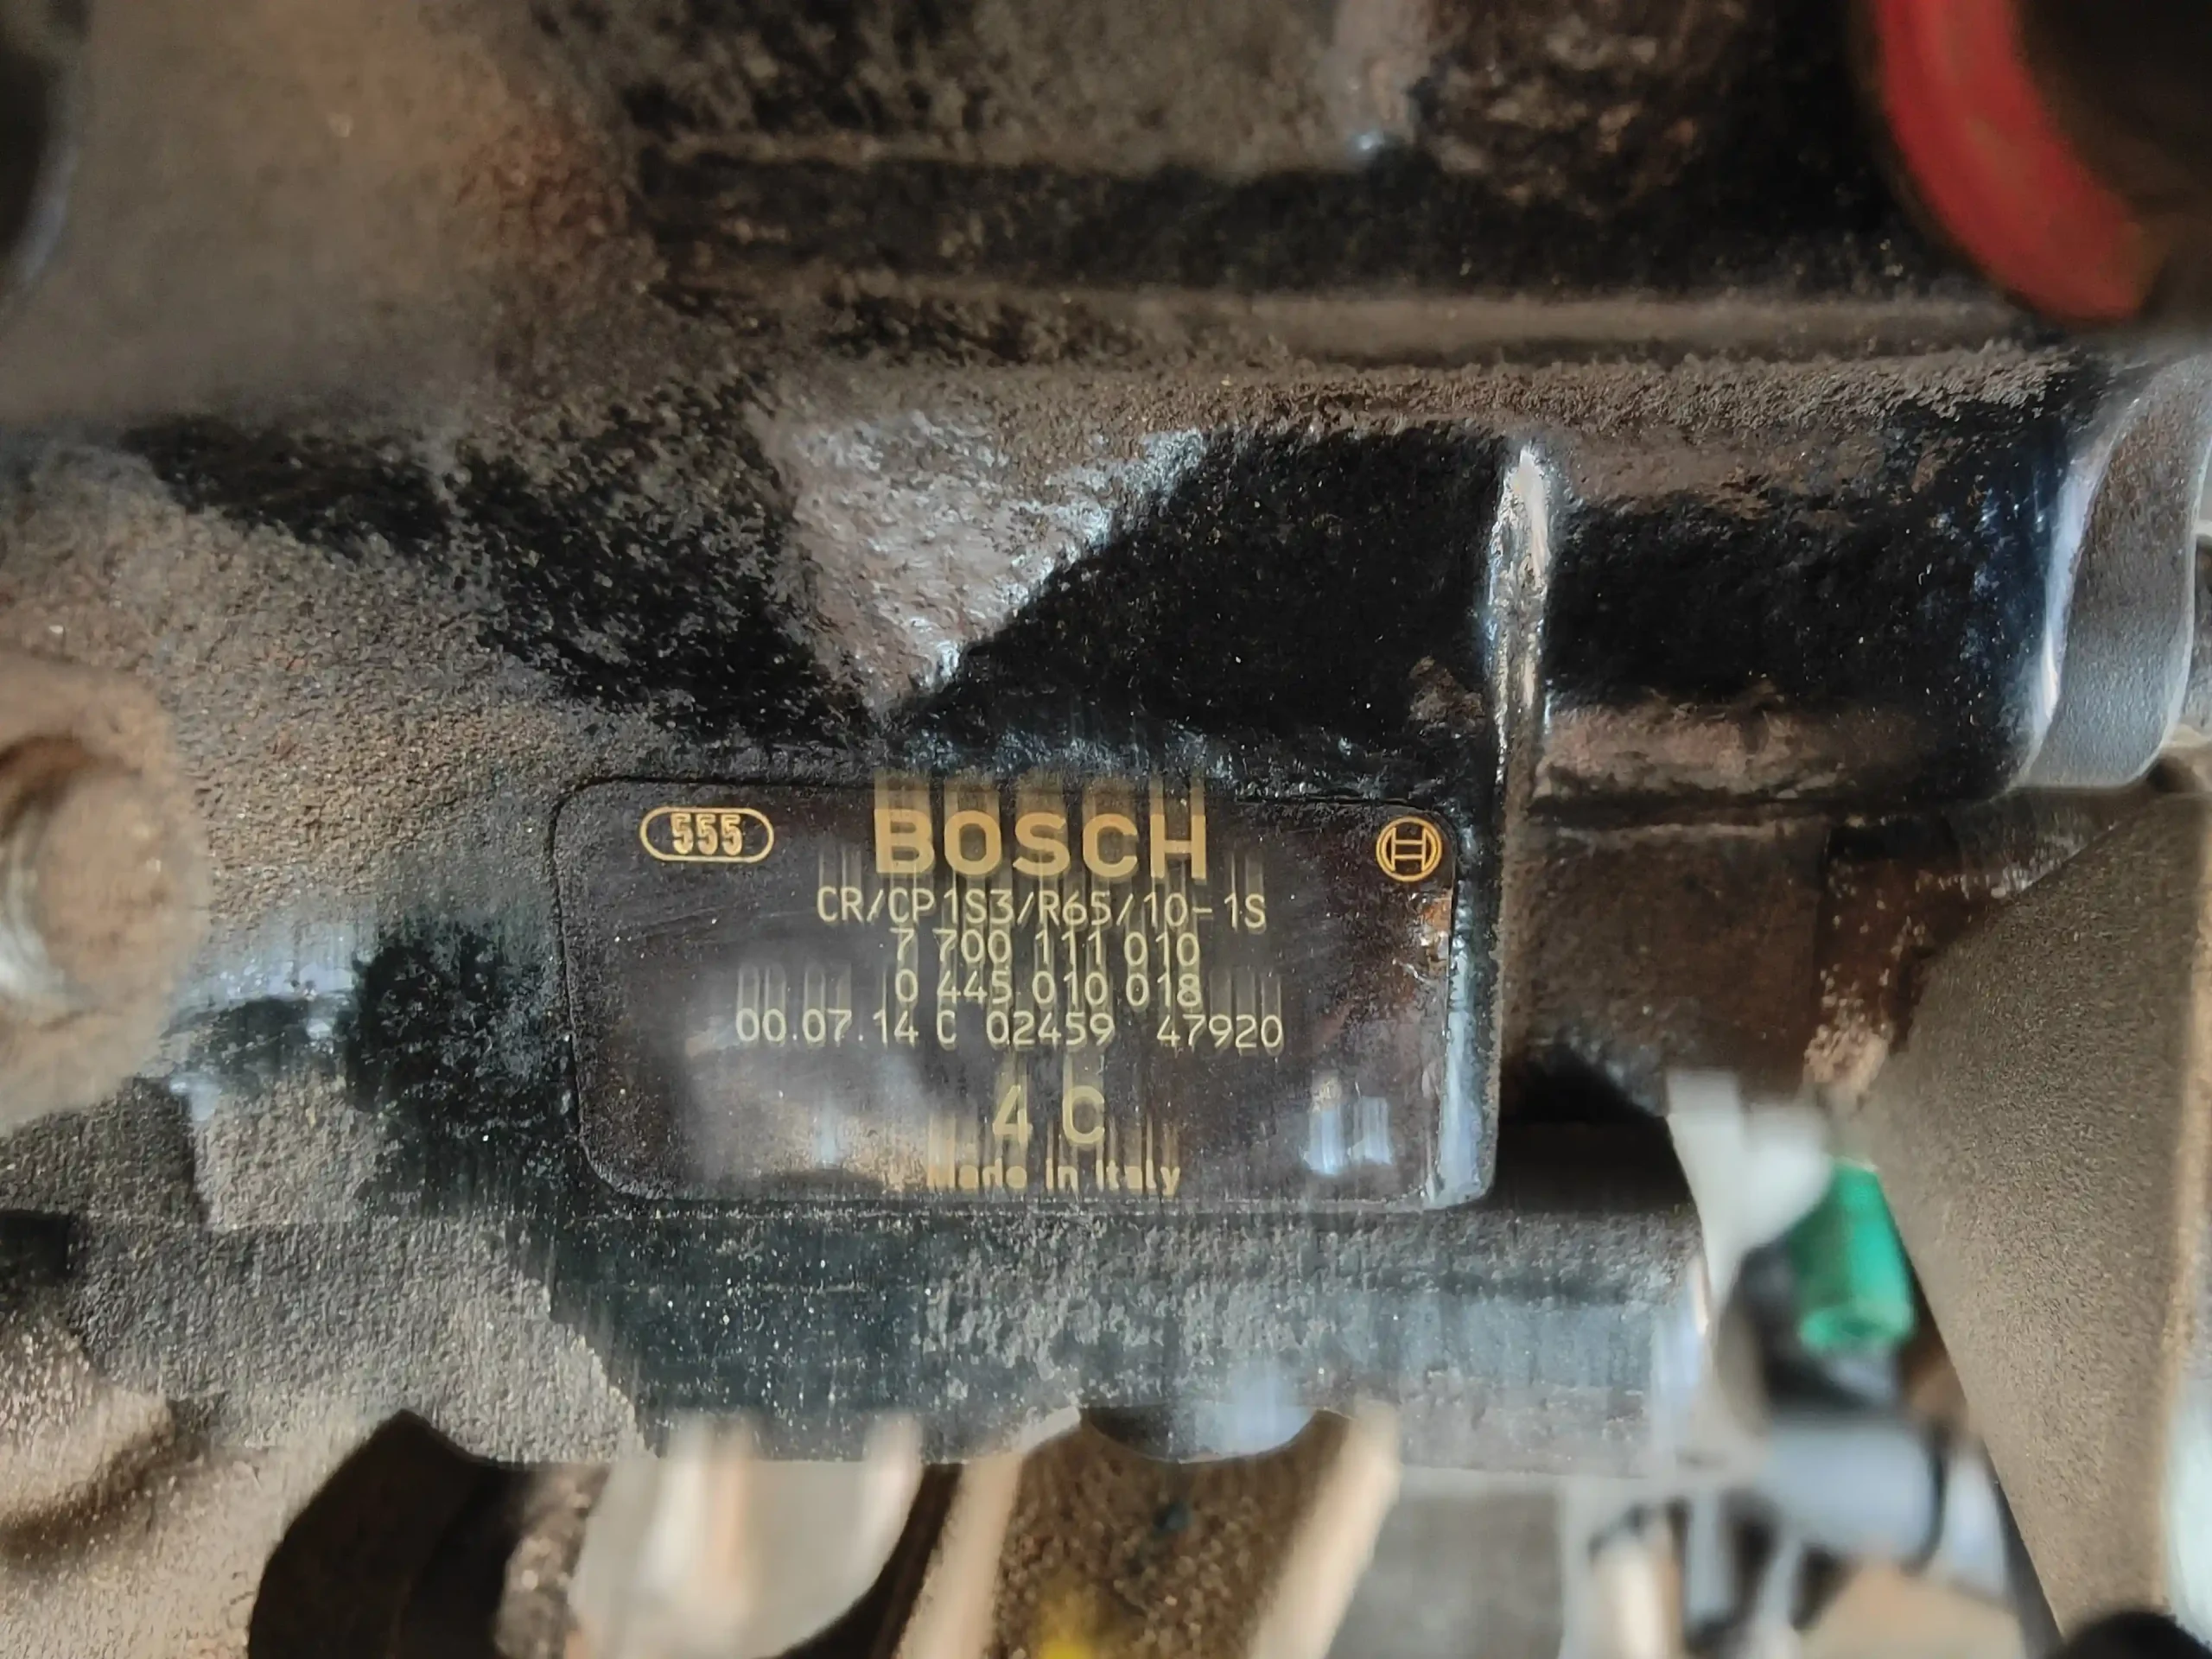 555
BOSCH
CR/CP1S3/R65/10-1S
7 700 111 010
0 445 010 018
00.07.14 C 02459 47920
4 C
Made in Italy